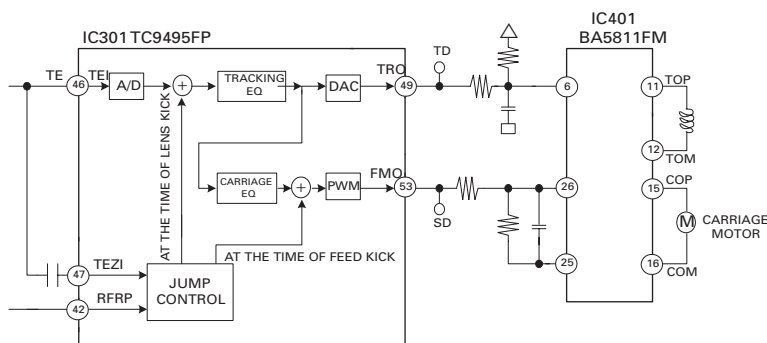 IC301 TC9495FP
IC401
BA5811FM
TE
46
TEI
A/D
+
TRACKING
EQ
DAC
TRO
49
TD
6
11
TOP
12
TOM
AT THE TIME OF LENS KICK
CARRIAGE
EQ
+
PWM
FMO
53
SD
26
25
15
COP
M
CARRIAGE
MOTOR
16
COM
AT THE TIME OF FEED KICK
47
TEZI
JUMP
CONTROL
42
RFRP